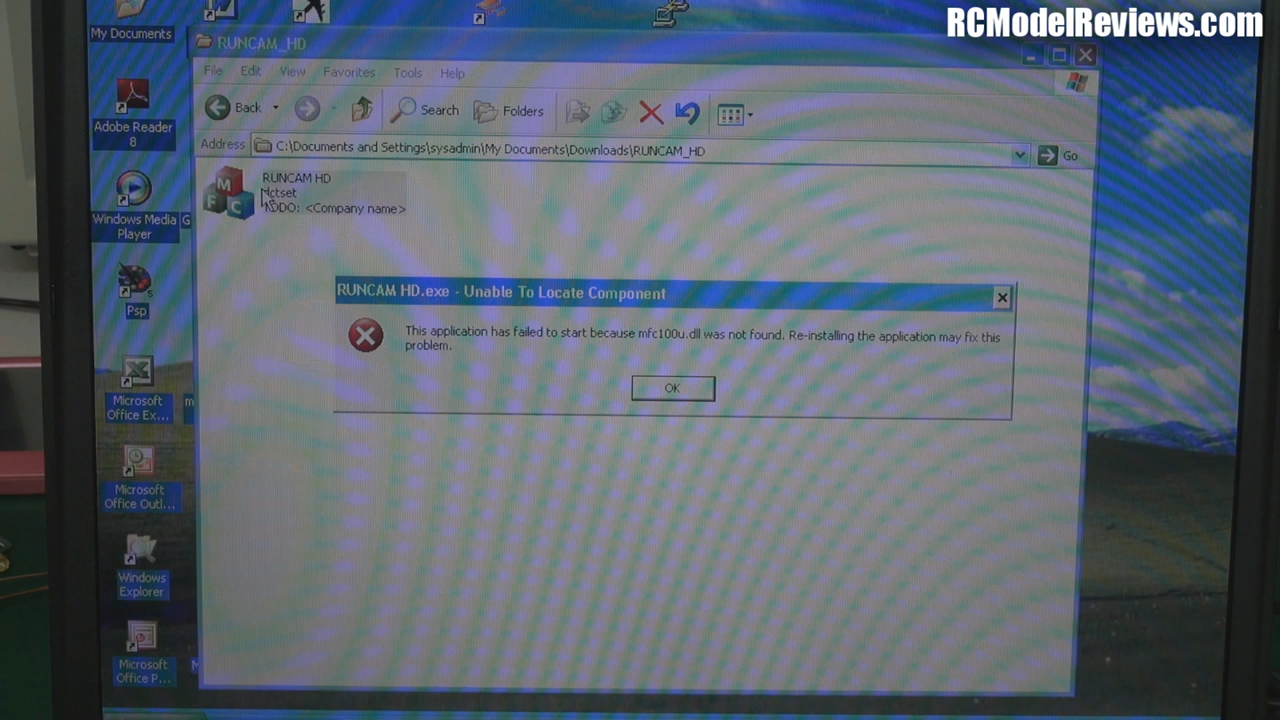 RCModelReviews.com
My Documents
RUNCAM_HD
File Edit View Favorites Tools Help
Back Search Folders
Address C:\Documents and Settings\sysadmin\My Documents\Downloads\RUNCAM_HD Go
Adobe Reader
8
RUNCAM HD
TODO: <Company name>
Windows Media
Player
G
RUNCAM HD.exe - Unable To Locate Component
This application has failed to start because mfc100u.dll was not found. Re-installing the application may fix this
problem.
OK
Psp
Microsoft
Office Ex...
m
Microsoft
Office Outl...
Windows
Explorer
Microsoft
Office P...